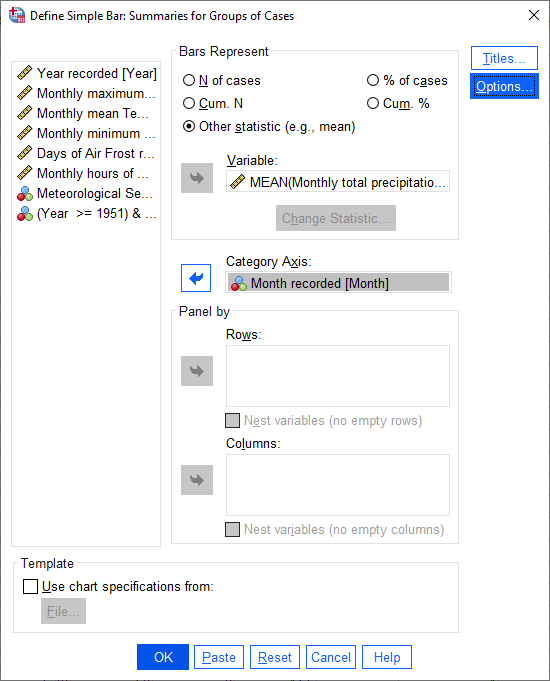 Define Simple Bar: Summaries for Groups of Cases
Year recorded [Year]
Monthly maximum...
Monthly mean Te...
Monthly minimum ...
Days of Air Frost r...
Monthly hours of ...
Meteorological Se...
(Year >= 1951) & ...
Bars Represent
N of cases
% of cases
Cum. N
Cum. %
Other statistic (e.g., mean)
Variable:
MEAN(Monthly total precipitatio...
Change Statistic...
Category Axis:
Month recorded [Month]
Panel by
Rows:
Nest variables (no empty rows)
Columns:
Nest variables (no empty columns)
Titles...
Options...
Template
Use chart specifications from:
File...
OK
Paste
Reset
Cancel
Help